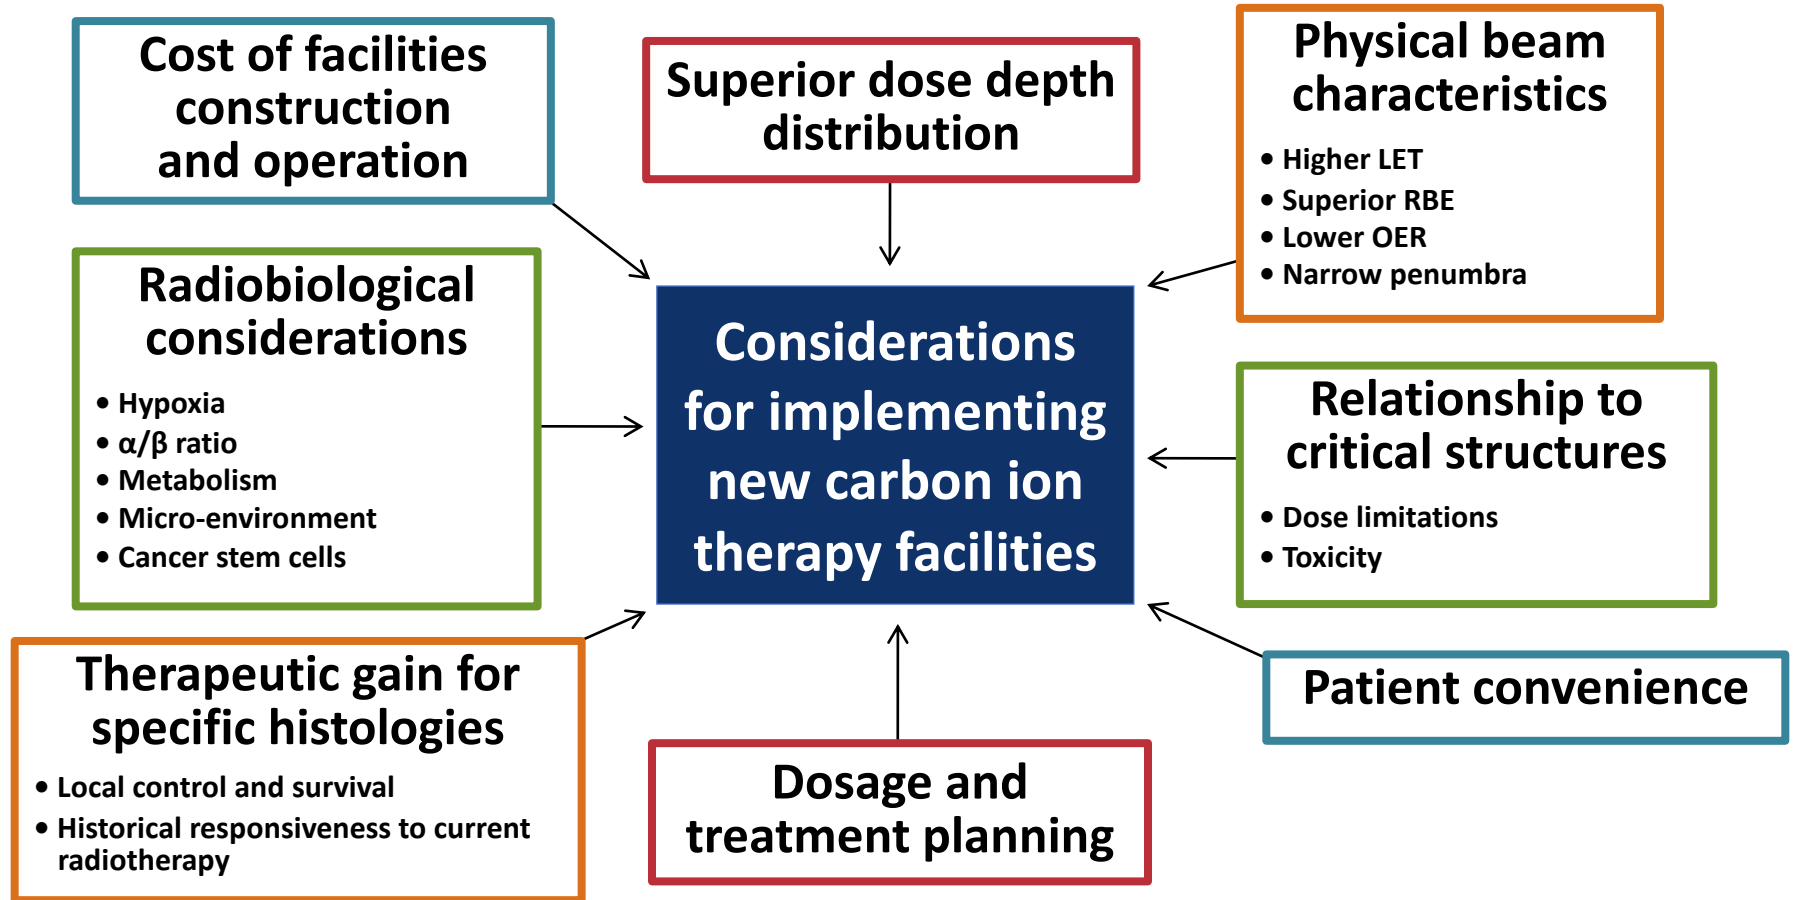 Cost of facilities
construction
and operation
Superior dose depth
distribution
Physical beam
characteristics
• Higher LET
• Superior RBE
• Lower OER
• Narrow penumbra
Radiobiological
considerations
• Hypoxia
• α/β ratio
• Metabolism
• Micro-environment
• Cancer stem cells
Considerations
for implementing
new carbon ion
therapy facilities
Relationship to
critical structures
• Dose limitations
• Toxicity
Therapeutic gain for
specific histologies
• Local control and survival
• Historical responsiveness to current
radiotherapy
Dosage and
treatment planning
Patient convenience